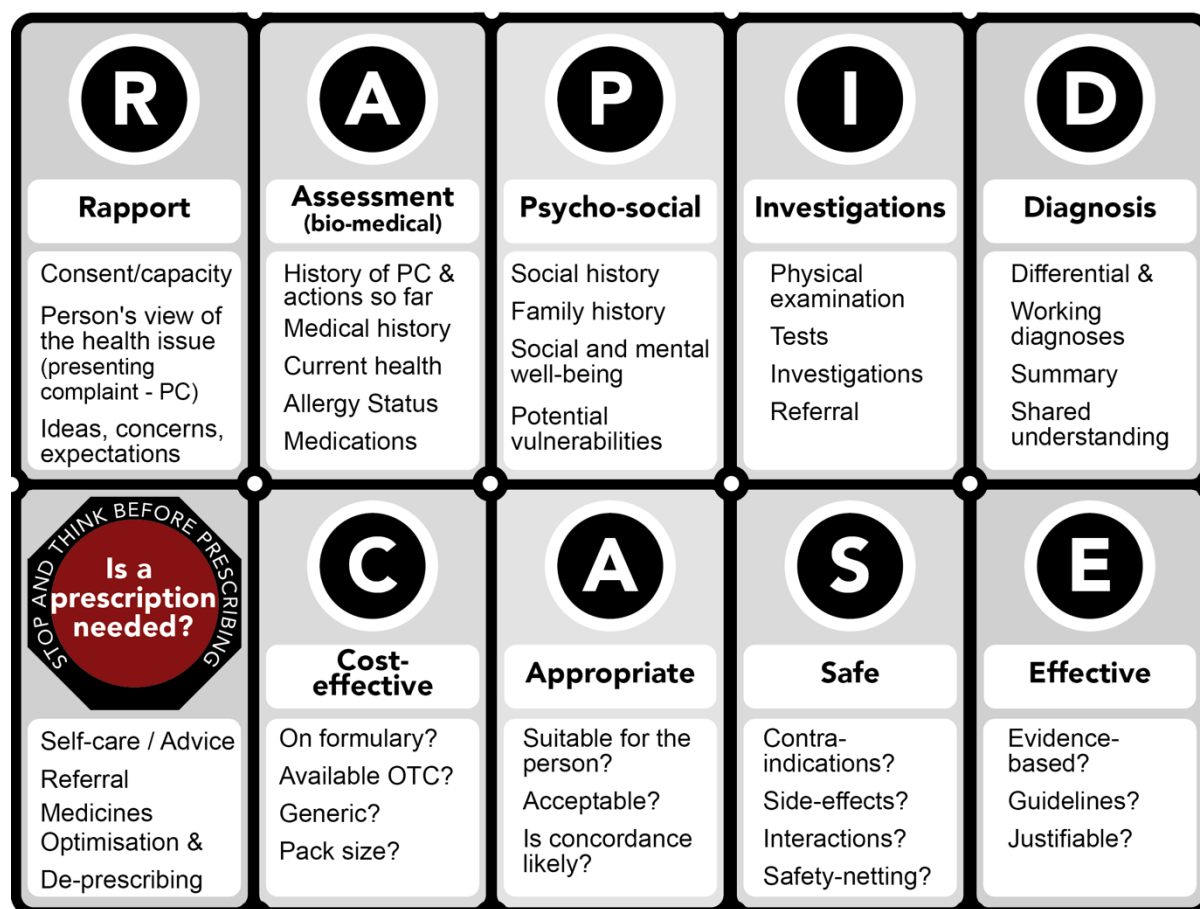 R
Rapport
Consent/capacity
Person's view of
the health issue
(presenting
complaint - PC)
Ideas, concerns,
expectations
A
Assessment
(bio-medical)
History of PC &
actions so far
Medical history
Current health
Allergy Status
Medications
P
Psycho-social
Social history
Family history
Social and mental
well-being
Potential
vulnerabilities
I
Investigations
Physical
examination
Tests
Investigations
Referral
D
Diagnosis
Differential &
Working
diagnoses
Summary
Shared
understanding
STOP AND THINK BEFORE PRESCRIBING
Is a
prescription
needed?
Self-care / Advice
Referral
Medicines
Optimisation &
De-prescribing
C
Cost-
effective
On formulary?
Available OTC?
Generic?
Pack size?
A
Appropriate
Suitable for the
person?
Acceptable?
Is concordance
likely?
S
Safe
Contra-
indications?
Side-effects?
Interactions?
Safety-netting?
E
Effective
Evidence-
based?
Guidelines?
Justifiable?